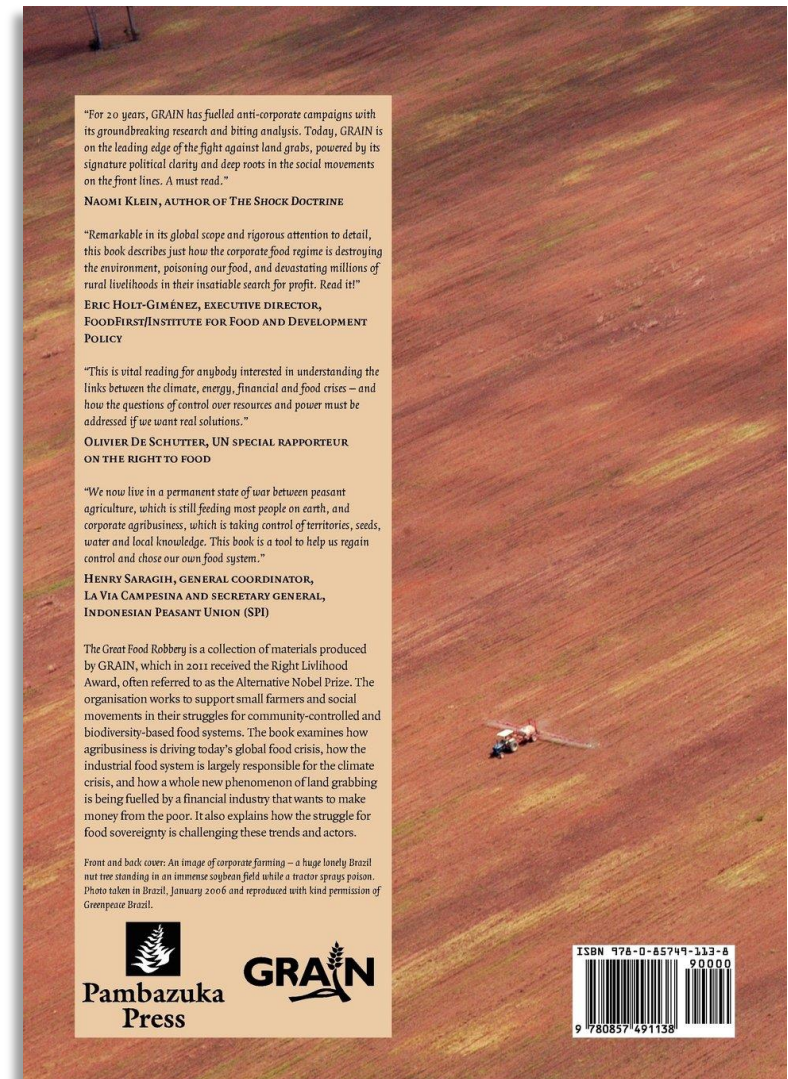 “For 20 years, GRAIN has fuelled anti-corporate campaigns with
its groundbreaking research and biting analysis. Today, GRAIN is
on the leading edge of the fight against land grabs, powered by its
signature political clarity and deep roots in the social movements
on the front lines. A must read.”
Naomi Klein, author of The Shock Doctrine
“Remarkable in its global scope and rigorous attention to detail,
this book describes just how the corporate food regime is destroying
the environment, poisoning our food, and devastating millions of
rural livelihoods in their insatiable search for profit. Read it!”
Eric Holt-Giménez, executive director,
FoodFirst/Institute for Food and Development
Policy
“This is vital reading for anybody interested in understanding the
links between the climate, energy, financial and food crises – and
how the questions of control over resources and power must be
addressed if we want real solutions.”
Olivier De Schutter, UN special rapporteur
on the right to food
“We now live in a permanent state of war between peasant
agriculture, which is still feeding most people on earth, and
corporate agribusiness, which is taking control of territories, seeds,
water and local knowledge. This book is a tool to help us regain
control and chose our own food system.”
Henry Saragih, general coordinator,
La Via Campesina and secretary general,
Indonesian Peasant Union (SPI)
The Great Food Robbery is a collection of materials produced
by GRAIN, which in 2011 received the Right Livlihood
Award, often referred to as the Alternative Nobel Prize. The
organisation works to support small farmers and social
movements in their struggles for community-controlled and
biodiversity-based food systems. The book examines how
agribusiness is driving today’s global food crisis, how the
industrial food system is largely responsible for the climate
crisis, and how a whole new phenomenon of land grabbing
is being fuelled by a financial industry that wants to make
money from the poor. It also explains how the struggle for
food sovereignty is challenging these trends and actors.
Front and back cover: An image of corporate farming – a huge lonely Brazil
nut tree standing in an immense soybean field while a tractor sprays poison.
Photo taken in Brazil, January 2006 and reproduced with kind permission of
Greenpeace Brazil.
Pambazuka
Press
GRAIN
ISBN 978-0-85749-113-8
90000
9 780857 491138